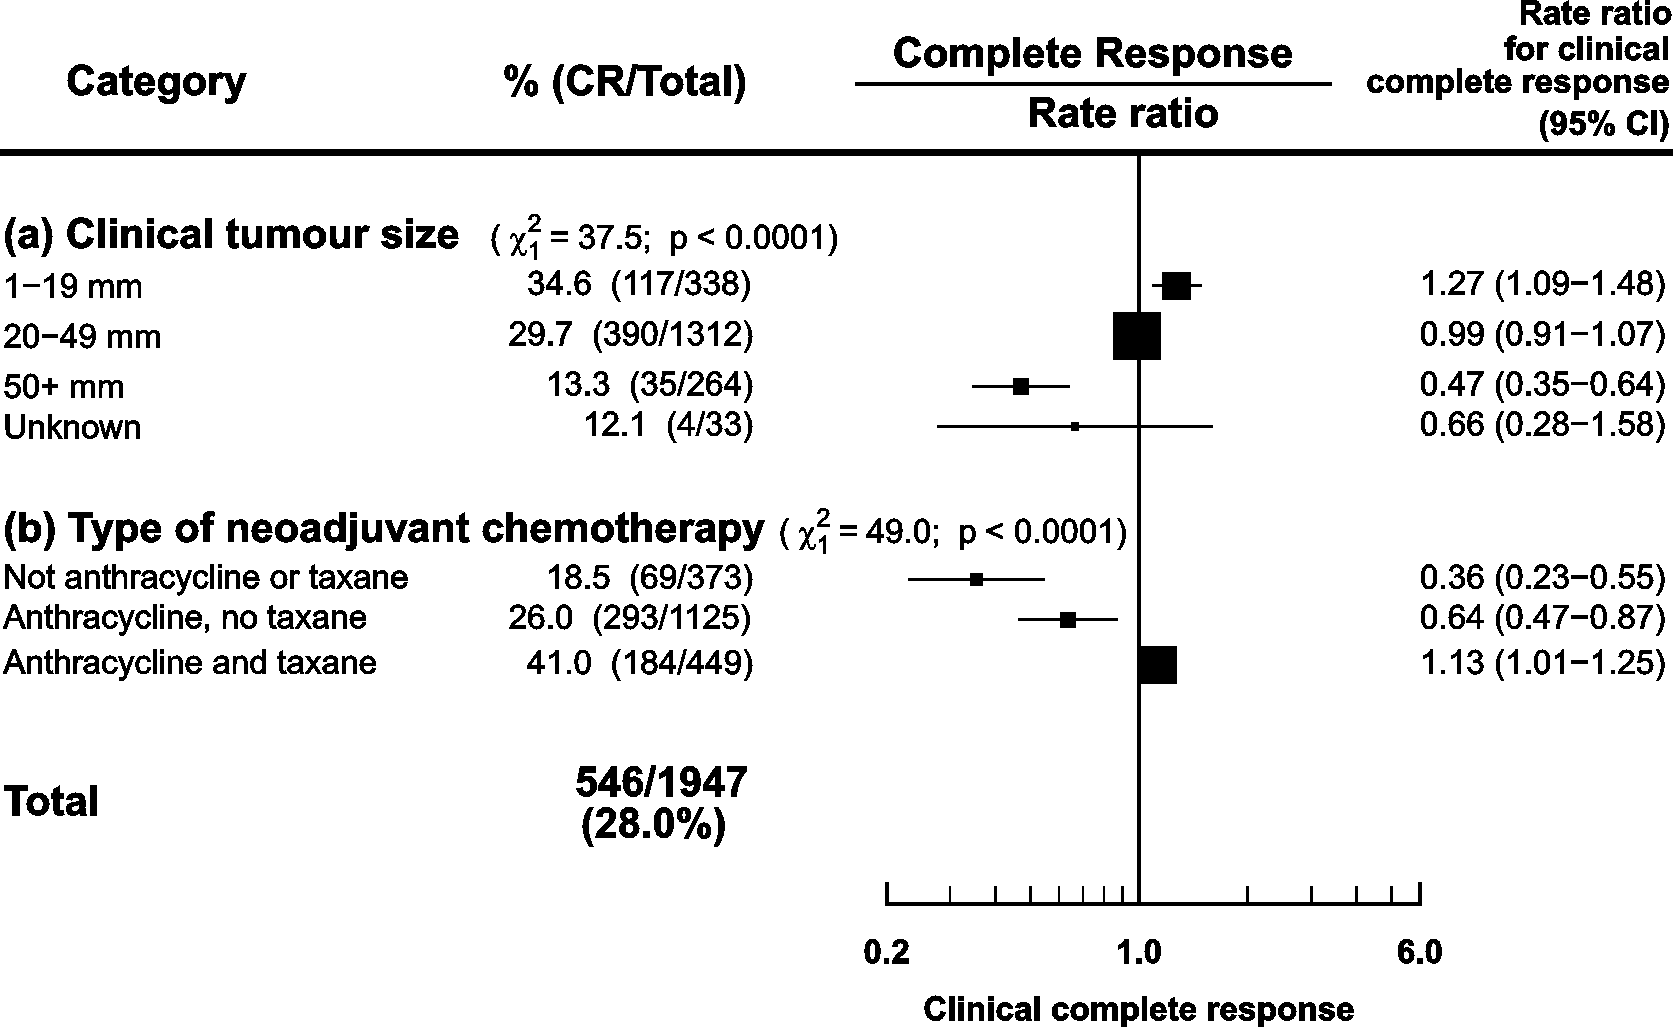 Category % (CR/Total) Complete Response Rate ratio Rate ratio for clinical complete response (95% CI)
(a) Clinical tumour size ( χ²₁ = 37.5; p < 0.0001)
1−19 mm 34.6 (117/338) 1.27 (1.09−1.48)
20−49 mm 29.7 (390/1312) 0.99 (0.91−1.07)
50+ mm 13.3 (35/264) 0.47 (0.35−0.64)
Unknown 12.1 (4/33) 0.66 (0.28−1.58)
(b) Type of neoadjuvant chemotherapy ( χ²₁ = 49.0; p < 0.0001)
Not anthracycline or taxane 18.5 (69/373) 0.36 (0.23−0.55)
Anthracycline, no taxane 26.0 (293/1125) 0.64 (0.47−0.87)
Anthracycline and taxane 41.0 (184/449) 1.13 (1.01−1.25)
Total 546/1947
(28.0%)
0.2 1.0 6.0
Clinical complete response